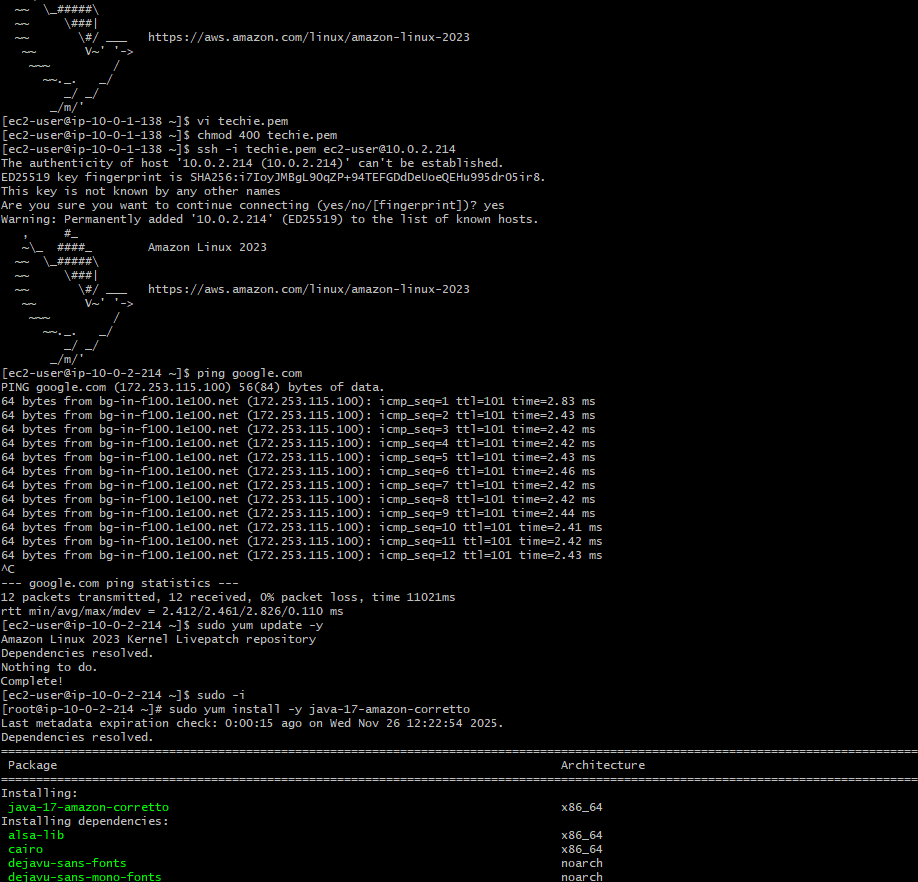 ~~  \_#####\
~~     \###|
~~       \#/ ___   https://aws.amazon.com/linux/amazon-linux-2023
~~       V~' '->
~~~         /
~~._.   _/
_/ _/
_/m/'
[ec2-user@ip-10-0-1-138 ~]$ vi techie.pem
[ec2-user@ip-10-0-1-138 ~]$ chmod 400 techie.pem
[ec2-user@ip-10-0-1-138 ~]$ ssh -i techie.pem ec2-user@10.0.2.214
The authenticity of host '10.0.2.214 (10.0.2.214)' can't be established.
ED25519 key fingerprint is SHA256:i7IoyJMBgL9OqZP+94TEFGDdDeUoeQEHu995drO5ir8.
This key is not known by any other names
Are you sure you want to continue connecting (yes/no/[fingerprint])? yes
Warning: Permanently added '10.0.2.214' (ED25519) to the list of known hosts.
,     #_
~\_  ####_        Amazon Linux 2023
~~  \_#####\
~~     \###|
~~       \#/ ___   https://aws.amazon.com/linux/amazon-linux-2023
~~       V~' '->
~~~         /
~~._.   _/
_/ _/
_/m/'
[ec2-user@ip-10-0-2-214 ~]$ ping google.com
PING google.com (172.253.115.100) 56(84) bytes of data.
64 bytes from bg-in-f100.1e100.net (172.253.115.100): icmp_seq=1 ttl=101 time=2.83 ms
64 bytes from bg-in-f100.1e100.net (172.253.115.100): icmp_seq=2 ttl=101 time=2.43 ms
64 bytes from bg-in-f100.1e100.net (172.253.115.100): icmp_seq=3 ttl=101 time=2.42 ms
64 bytes from bg-in-f100.1e100.net (172.253.115.100): icmp_seq=4 ttl=101 time=2.42 ms
64 bytes from bg-in-f100.1e100.net (172.253.115.100): icmp_seq=5 ttl=101 time=2.43 ms
64 bytes from bg-in-f100.1e100.net (172.253.115.100): icmp_seq=6 ttl=101 time=2.46 ms
64 bytes from bg-in-f100.1e100.net (172.253.115.100): icmp_seq=7 ttl=101 time=2.42 ms
64 bytes from bg-in-f100.1e100.net (172.253.115.100): icmp_seq=8 ttl=101 time=2.42 ms
64 bytes from bg-in-f100.1e100.net (172.253.115.100): icmp_seq=9 ttl=101 time=2.44 ms
64 bytes from bg-in-f100.1e100.net (172.253.115.100): icmp_seq=10 ttl=101 time=2.41 ms
64 bytes from bg-in-f100.1e100.net (172.253.115.100): icmp_seq=11 ttl=101 time=2.42 ms
64 bytes from bg-in-f100.1e100.net (172.253.115.100): icmp_seq=12 ttl=101 time=2.43 ms
^C
--- google.com ping statistics ---
12 packets transmitted, 12 received, 0% packet loss, time 11021ms
rtt min/avg/max/mdev = 2.412/2.461/2.826/0.110 ms
[ec2-user@ip-10-0-2-214 ~]$ sudo yum update -y
Amazon Linux 2023 Kernel Livepatch repository
Dependencies resolved.
Nothing to do.
Complete!
[ec2-user@ip-10-0-2-214 ~]$ sudo -i
[root@ip-10-0-2-214 ~]# sudo yum install -y java-17-amazon-corretto
Last metadata expiration check: 0:00:15 ago on Wed Nov 26 12:22:54 2025.
Dependencies resolved.
Package Architecture
Installing:
java-17-amazon-corretto x86_64
Installing dependencies:
alsa-lib x86_64
cairo x86_64
dejavu-sans-fonts noarch
dejavu-sans-mono-fonts noarch